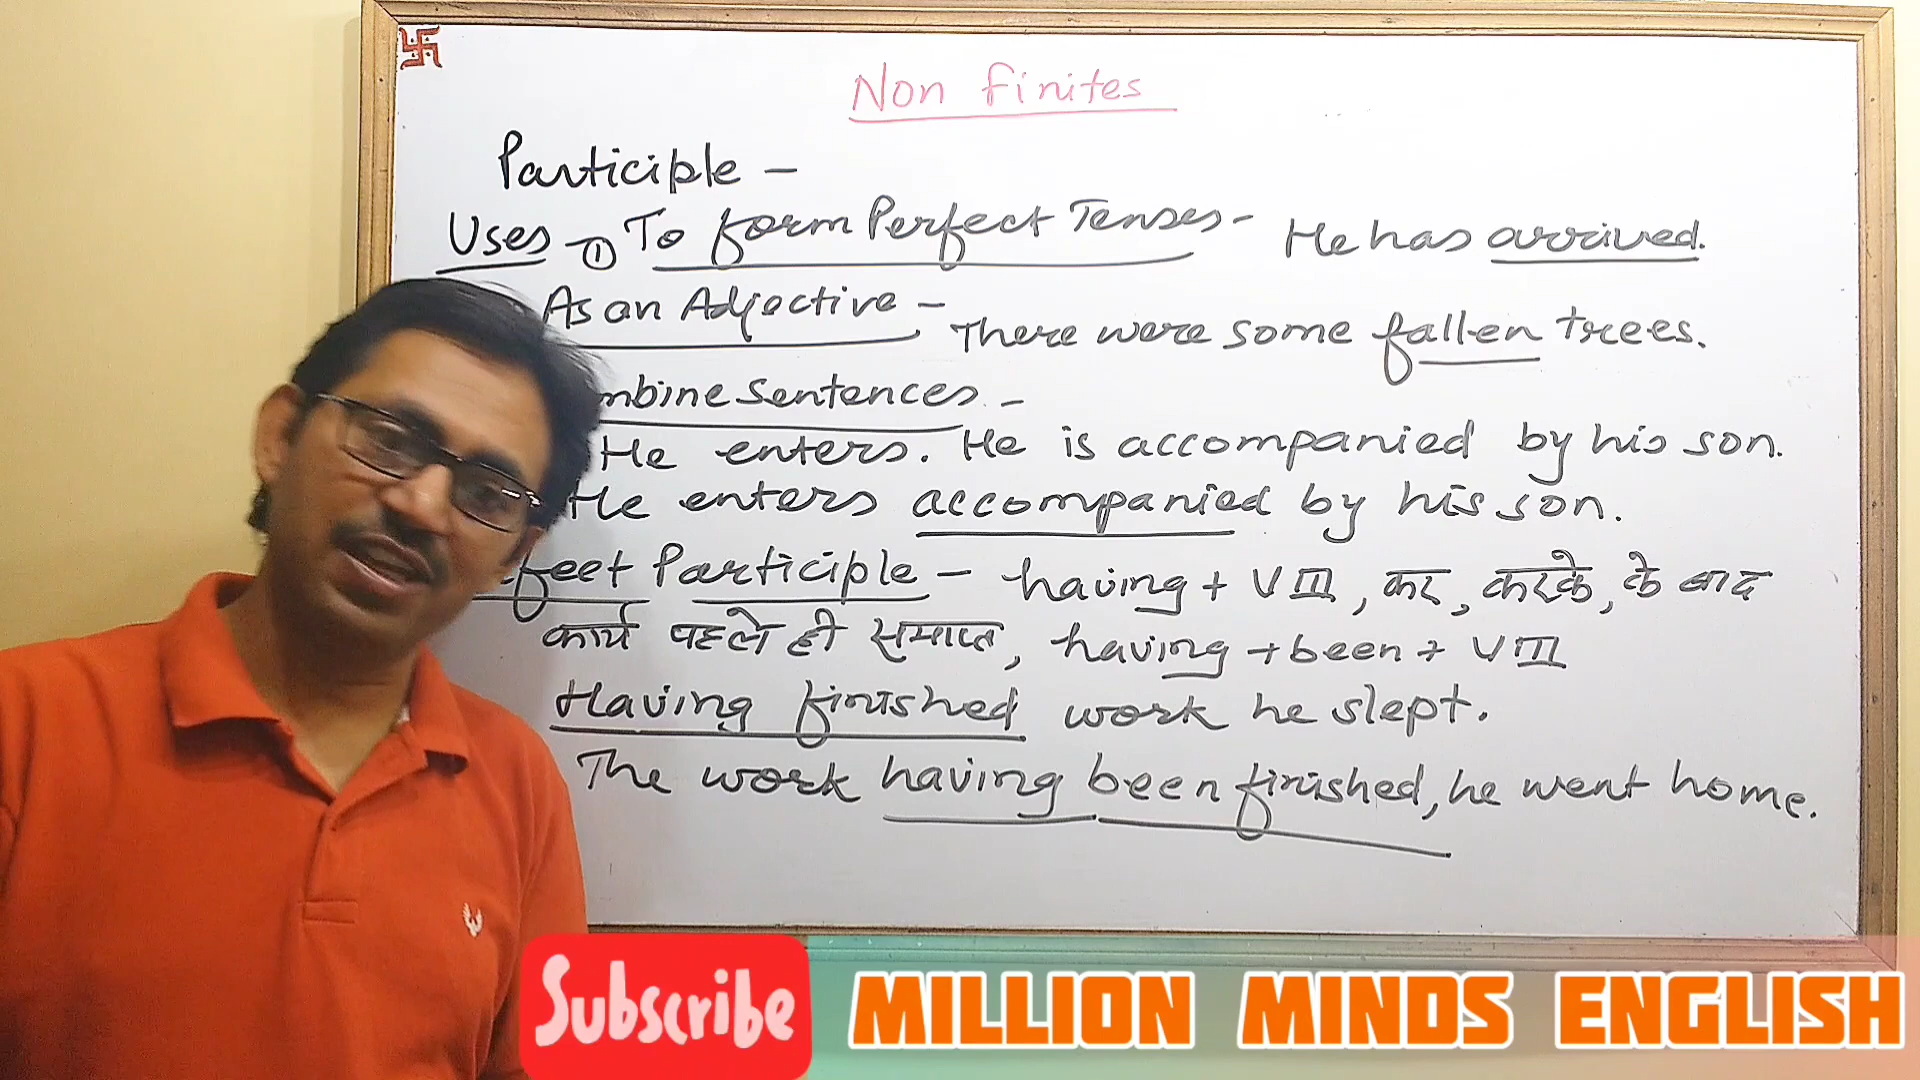 Non Finites
Participle -
Uses → ① To form Perfect Tenses - He has arrived.
As an Adjective - There were some fallen trees.
mbine Sentences -
He enters. He is accompanied by his son.
He enters accompanied by his son.
fect Participle - having + VIII, कर, करके, के बाद
कार्य पहले ही समाप्त, having + been + VIII
Having finished work he slept.
The work having been finished, he went home.
Subscribe MILLION MINDS ENGLISH